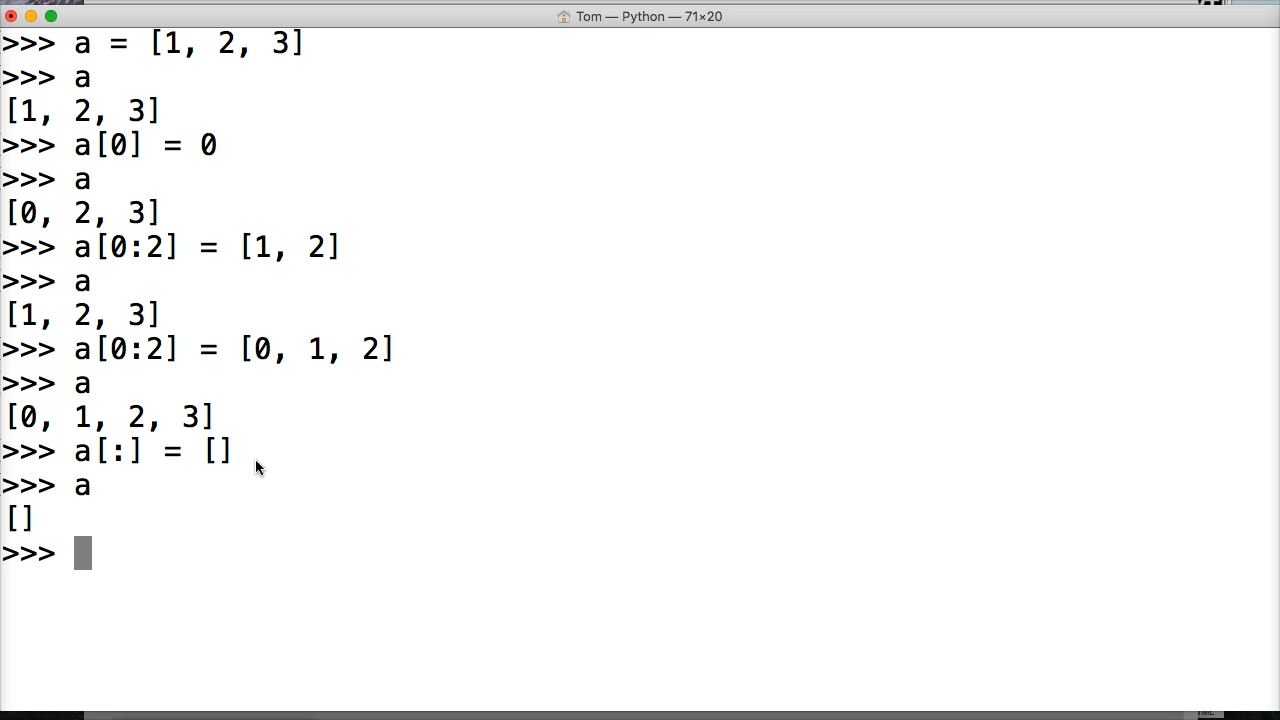 Tom — Python — 71×20
>>> a = [1, 2, 3]
>>> a
[1, 2, 3]
>>> a[0] = 0
>>> a
[0, 2, 3]
>>> a[0:2] = [1, 2]
>>> a
[1, 2, 3]
>>> a[0:2] = [0, 1, 2]
>>> a
[0, 1, 2, 3]
>>> a[:] = []
>>> a
[]
>>>